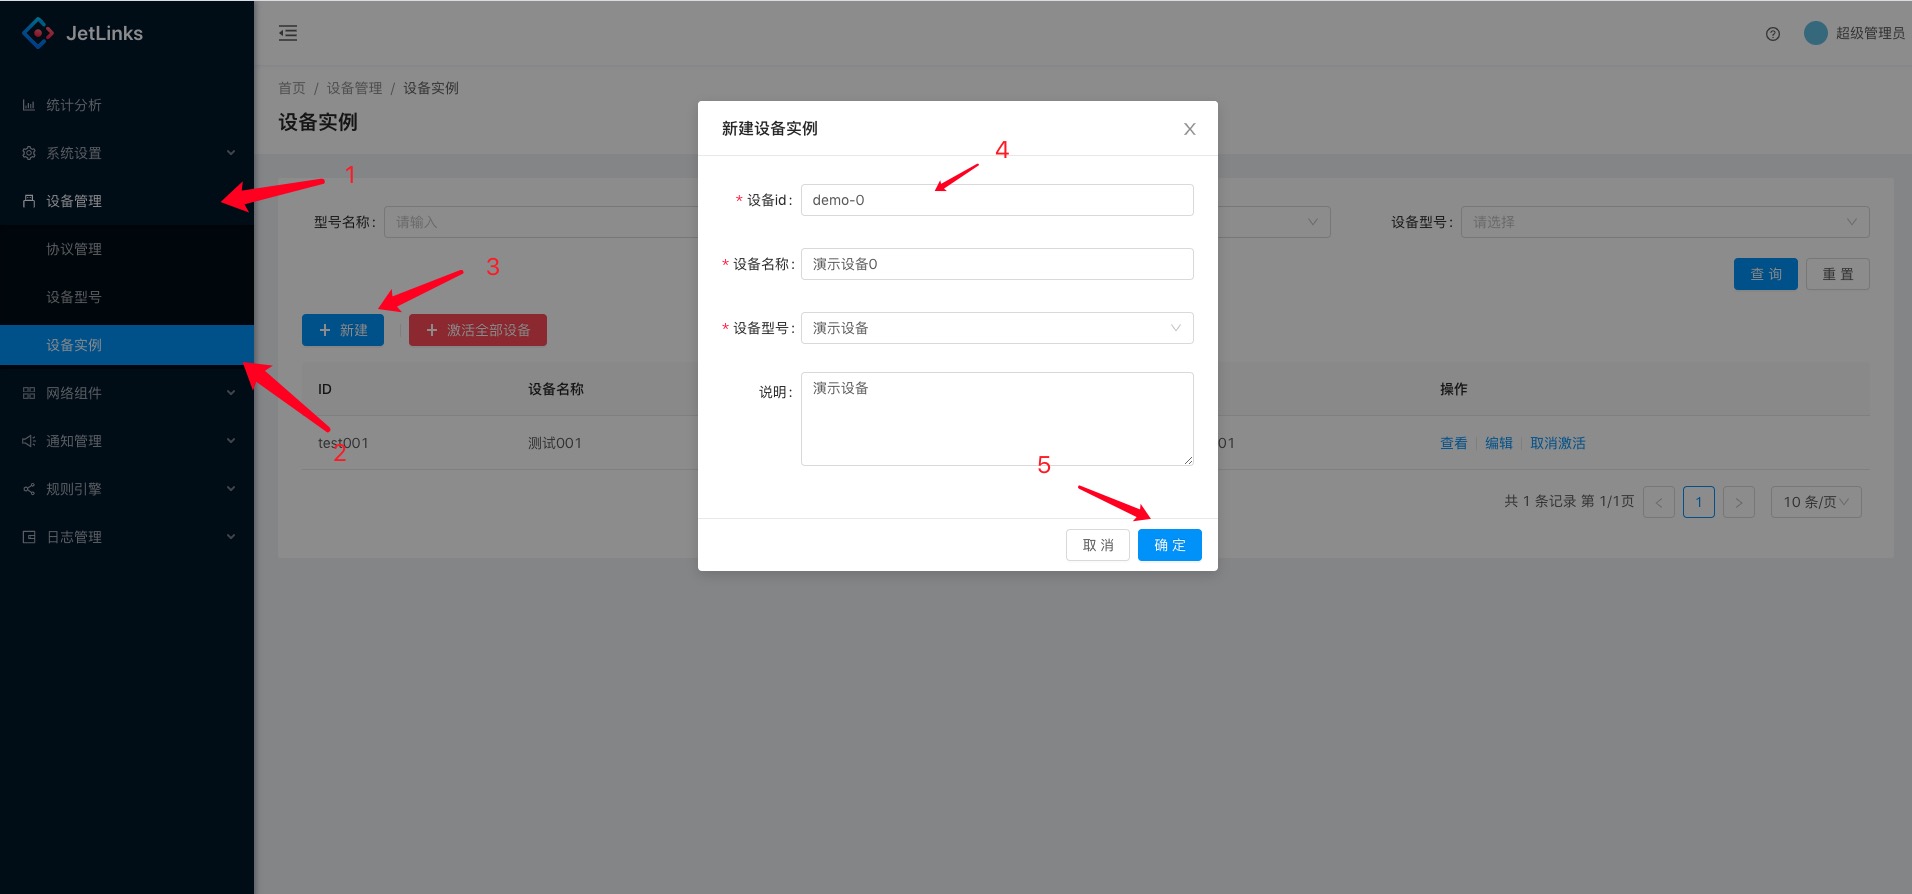 JetLinks
超级管理员
统计分析
系统设置
设备管理
协议管理
设备型号
设备实例
网络组件
通知管理
规则引擎
日志管理
首页 / 设备管理 / 设备实例
设备实例
型号名称: 请输入
设备型号: 请选择
查 询 重 置
+ 新建 + 激活全部设备
ID 设备名称 操作
test001 测试001 01 查看 编辑 取消激活
共 1 条记录 第 1/1页 < 1 > 10 条/页
新建设备实例
* 设备id: demo-0
* 设备名称: 演示设备0
* 设备型号: 演示设备
说明: 演示设备
取 消 确 定
1
2
3
4
5